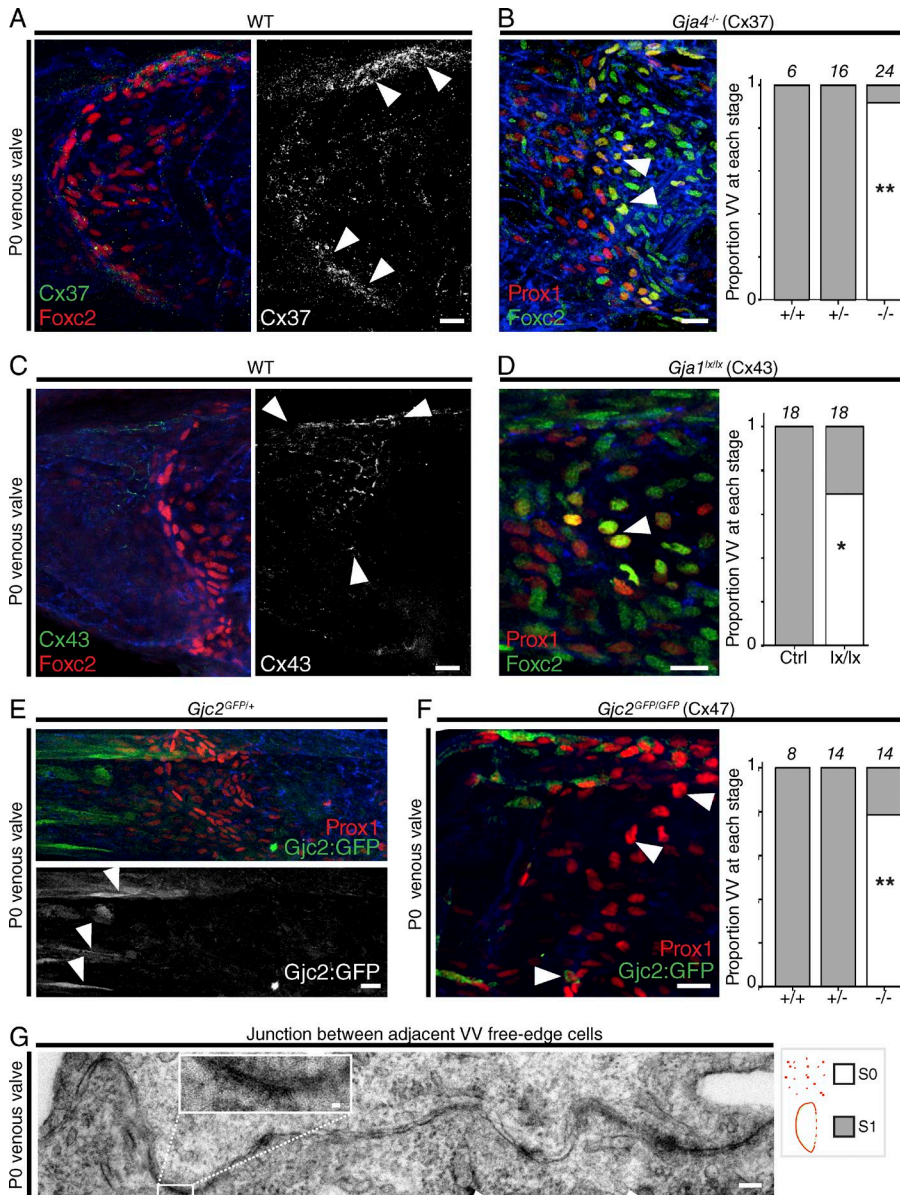 A
WT
P0 venous valve
Cx37
Foxc2
Cx37
B
Gja4-/- (Cx37)
Prox1
Foxc2
Proportion VV at each stage
6 16 24
1
0
**
+/+ +/- -/-
C
WT
P0 venous valve
Cx43
Foxc2
Cx43
D
Gja1lx/lx (Cx43)
Prox1
Foxc2
Proportion VV at each stage
18 18
1
0
*
Ctrl lx/lx
E
Gjc2GFP/+
P0 venous valve
Prox1
Gjc2:GFP
Gjc2:GFP
F
Gjc2GFP/GFP (Cx47)
P0 venous valve
Prox1
Gjc2:GFP
Proportion VV at each stage
8 14 14
1
0
**
+/+ +/- -/-
G
Junction between adjacent VV free-edge cells
P0 venous valve
S0
S1